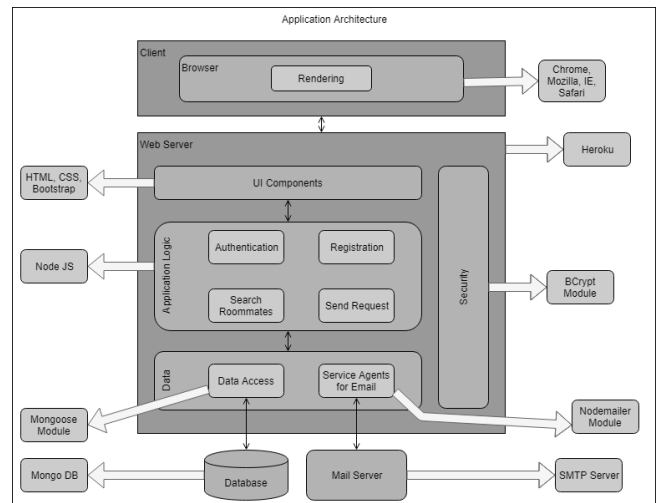 Application Architecture
Client
Browser
Rendering
Chrome,
Mozilla, IE,
Safari
Web Server
Heroku
HTML, CSS,
Bootstrap
UI Components
Application Logic
Authentication
Registration
Node JS
Search
Roommates
Send Request
Security
BCrypt
Module
Data
Data Access
Service Agents
for Email
Mongoose
Module
Nodemailer
Module
Mongo DB
Database
Mail Server
SMTP Server